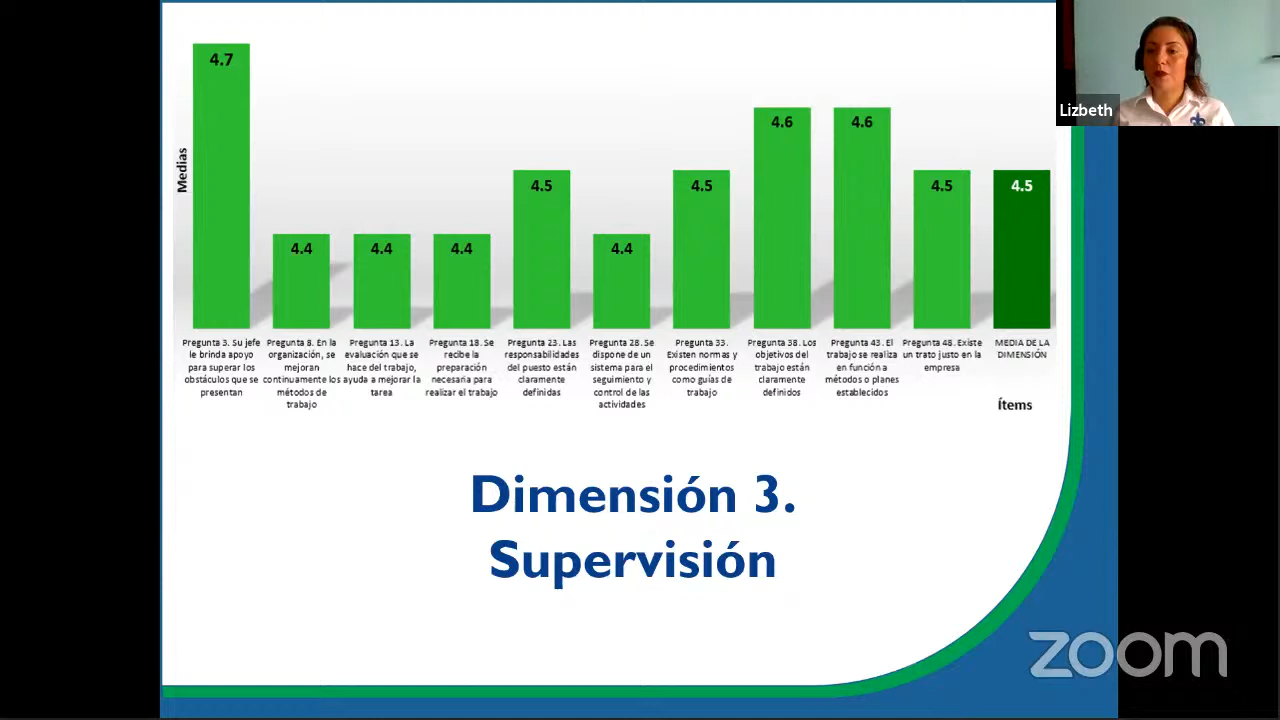 4.7
4.4
4.4
4.4
4.5
4.4
4.5
4.6
4.6
4.5
4.5
Medias
Pregunta 3. Su jefe
le brinda apoyo
para superar los
obstáculos que se
presentan
Pregunta 8. En la
organización, se
mejoran
continuamente los
métodos de
trabajo
Pregunta 13. La
evaluación que se
hace del trabajo,
ayuda a mejorar la
tarea
Pregunta 18. Se
recibe la
preparación
necesaria para
realizar el trabajo
Pregunta 23. Las
responsabilidades
del puesto están
claramente
definidas
Pregunta 28. Se
dispone de un
sistema para el
seguimiento y
control de las
actividades
Pregunta 33.
Existen normas y
procedimientos
como guías de
trabajo
Pregunta 38. Los
objetivos del
trabajo están
claramente
definidos
Pregunta 43. El
trabajo se realiza
en función a
métodos o planes
establecidos
Pregunta 48. Existe
un trato justo en la
empresa
MEDIA DE LA
DIMENSIÓN
Ítems
Dimensión 3.
Supervisión
Lizbeth
zoom